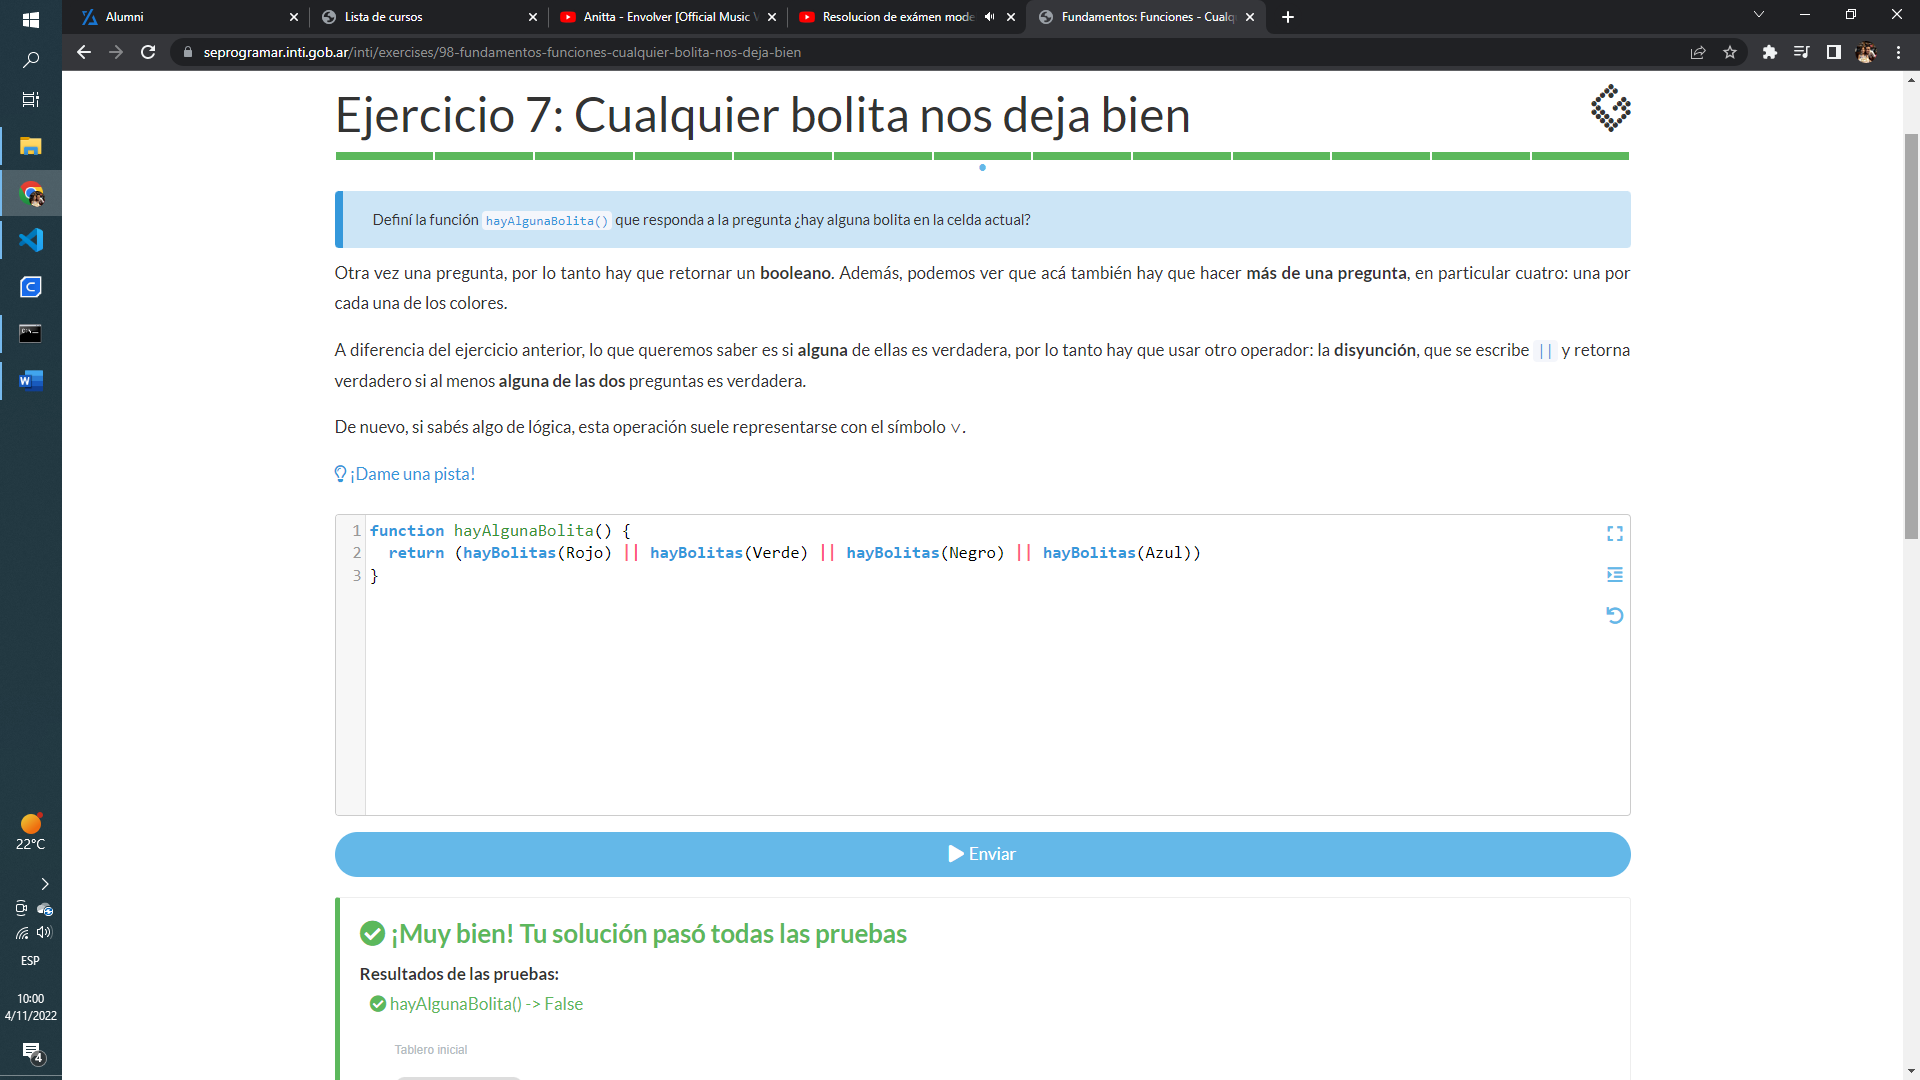 Alumni
Lista de cursos
Anitta - Envolver [Official Music V
Resolucion de exámen mode
Fundamentos: Funciones - Cualq
seprogramar.inti.gob.ar/inti/exercises/98-fundamentos-funciones-cualquier-bolita-nos-deja-bien
Ejercicio 7: Cualquier bolita nos deja bien
Definí la función hayAlgunaBolita() que responda a la pregunta ¿hay alguna bolita en la celda actual?
Otra vez una pregunta, por lo tanto hay que retornar un booleano. Además, podemos ver que acá también hay que hacer más de una pregunta, en particular cuatro: una por
cada una de los colores.
A diferencia del ejercicio anterior, lo que queremos saber es si alguna de ellas es verdadera, por lo tanto hay que usar otro operador: la disyunción, que se escribe || y retorna
verdadero si al menos alguna de las dos preguntas es verdadera.
De nuevo, si sabés algo de lógica, esta operación suele representarse con el símbolo ∨.
¡Dame una pista!
1 function hayAlgunaBolita() {
2 return (hayBolitas(Rojo) || hayBolitas(Verde) || hayBolitas(Negro) || hayBolitas(Azul))
3 }
Enviar
¡Muy bien! Tu solución pasó todas las pruebas
Resultados de las pruebas:
hayAlgunaBolita() -> False
Tablero inicial
22°C
ESP
10:00
4/11/2022
4